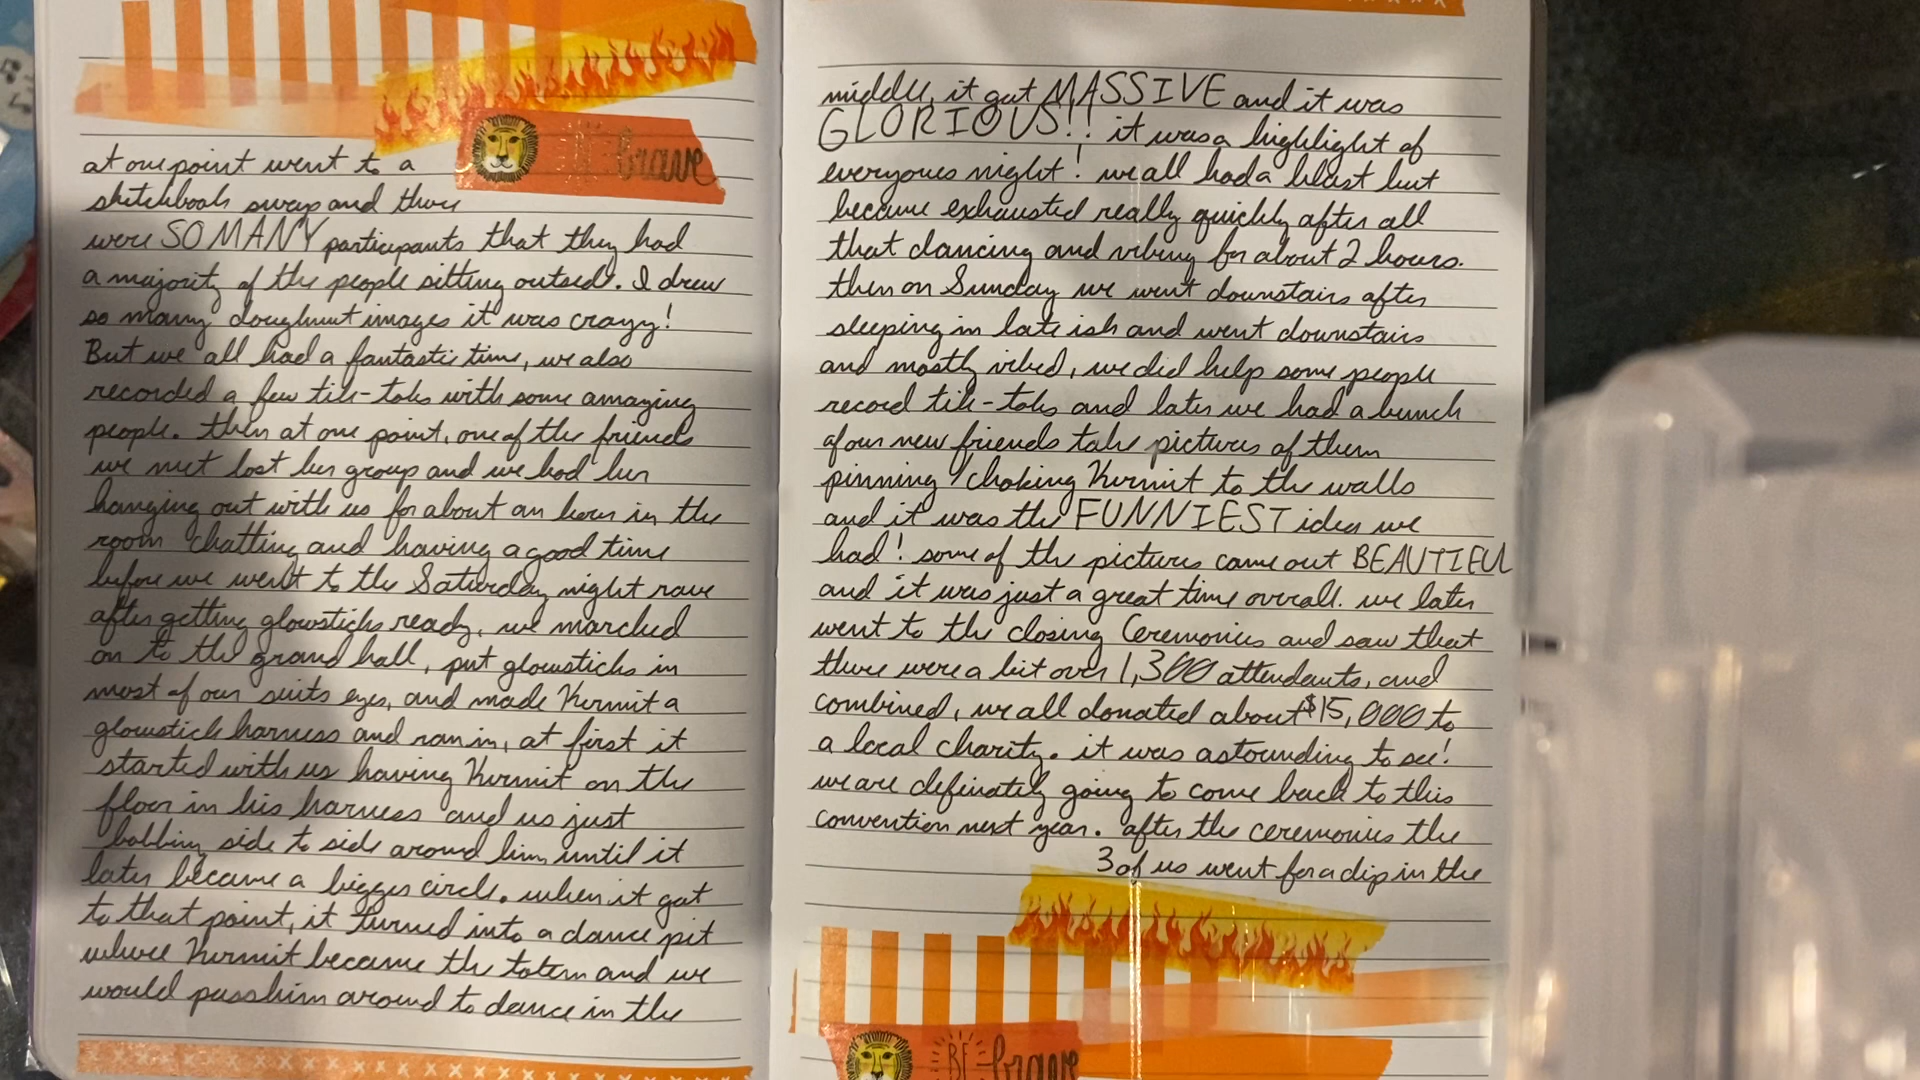 BE brave
at one point went to a
sketchbook swap and there
were SO MANY participants that they had
a majority of the people sitting outside. I drew
so many doughnut images it was crazy!
But we all had a fantastic time, we also
recorded a few tik-toks with some amazing
people. then at one point, one of the friends
we met lost her group and we had her
hanging out with us for about an hour in the
room chatting and having a good time
before we went to the Saturday night rave
after getting glowsticks ready, we marched
on to the grand hall, put glowsticks in
most of our suits eyes, and made Kermit a
glowstick harness and ran in, at first it
started with us having Kermit on the
floor in his harness and us just
bobbing side to side around him until it
later became a bigger circle. when it got
to that point, it turned into a dance pit
where Kermit became the totem and we
would pass him around to dance in the
middle, it got MASSIVE and it was
GLORIOUS!! it was a highlight of
everyones night! we all had a blast but
became exhausted really quickly after all
that dancing and vibing for about 2 hours.
then on Sunday we went downstairs after
sleeping in late ish and went downstairs
and mostly vibed, we did help some people
record tik-toks and later we had a bunch
of our new friends take pictures of them
pinning / choking Kermit to the walls
and it was the FUNNIEST idea we
had! some of the pictures came out BEAUTIFUL
and it was just a great time overall. we later
went to the closing Ceremonies and saw that
there were a bit over 1,300 attendants, and
combined, we all donated about $15,000 to
a local charity. it was astounding to see!
we are definately going to come back to this
convention next year. after the ceremonies the
3 of us went for a dip in the
BE brave